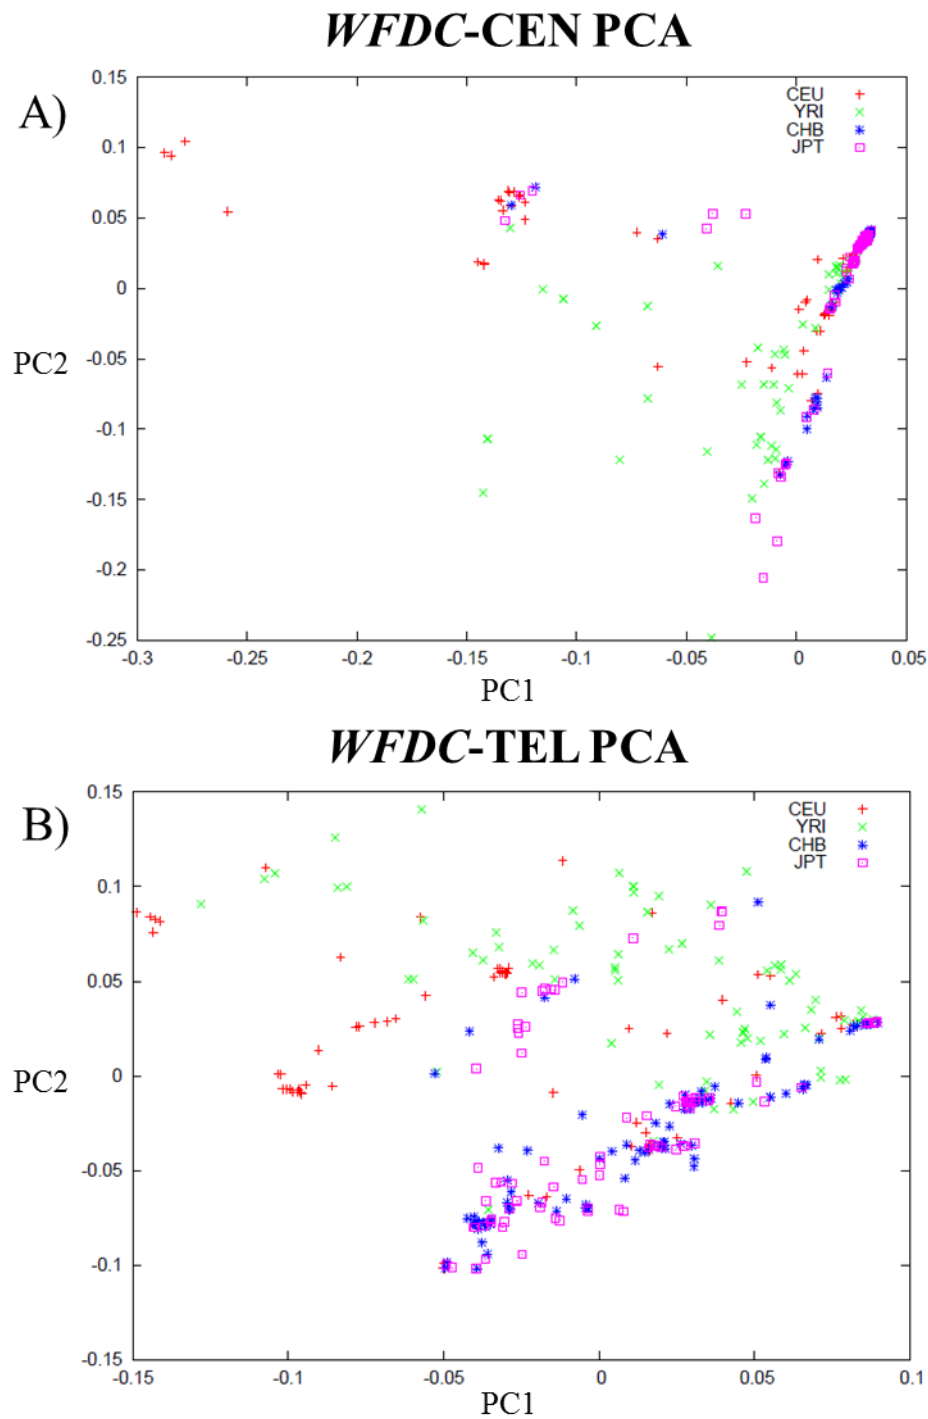 WFDC-CEN PCA
A)
0.15
0.1
0.05
0
-0.05
-0.1
-0.15
-0.2
-0.25
PC2
CEU
YRI
CHB
JPT
-0.3 -0.25 -0.2 -0.15 -0.1 -0.05 0 0.05
PC1
WFDC-TEL PCA
B)
0.15
0.1
0.05
0
-0.05
-0.1
-0.15
PC2
CEU
YRI
CHB
JPT
-0.15 -0.1 -0.05 0 0.05 0.1
PC1